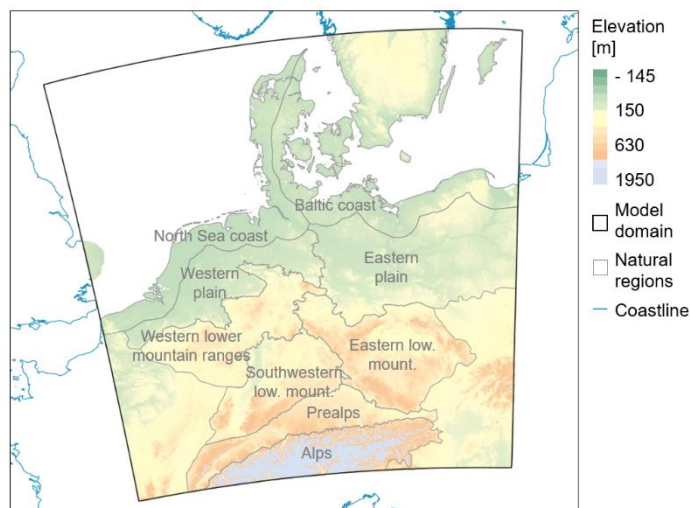 Elevation
[m]
- 145
150
630
1950
Model
domain
Natural
regions
Coastline
Baltic coast
North Sea coast
Western
plain
Eastern
plain
Western lower
mountain ranges
Eastern low.
mount.
Southwestern
low. mount.
Prealps
Alps